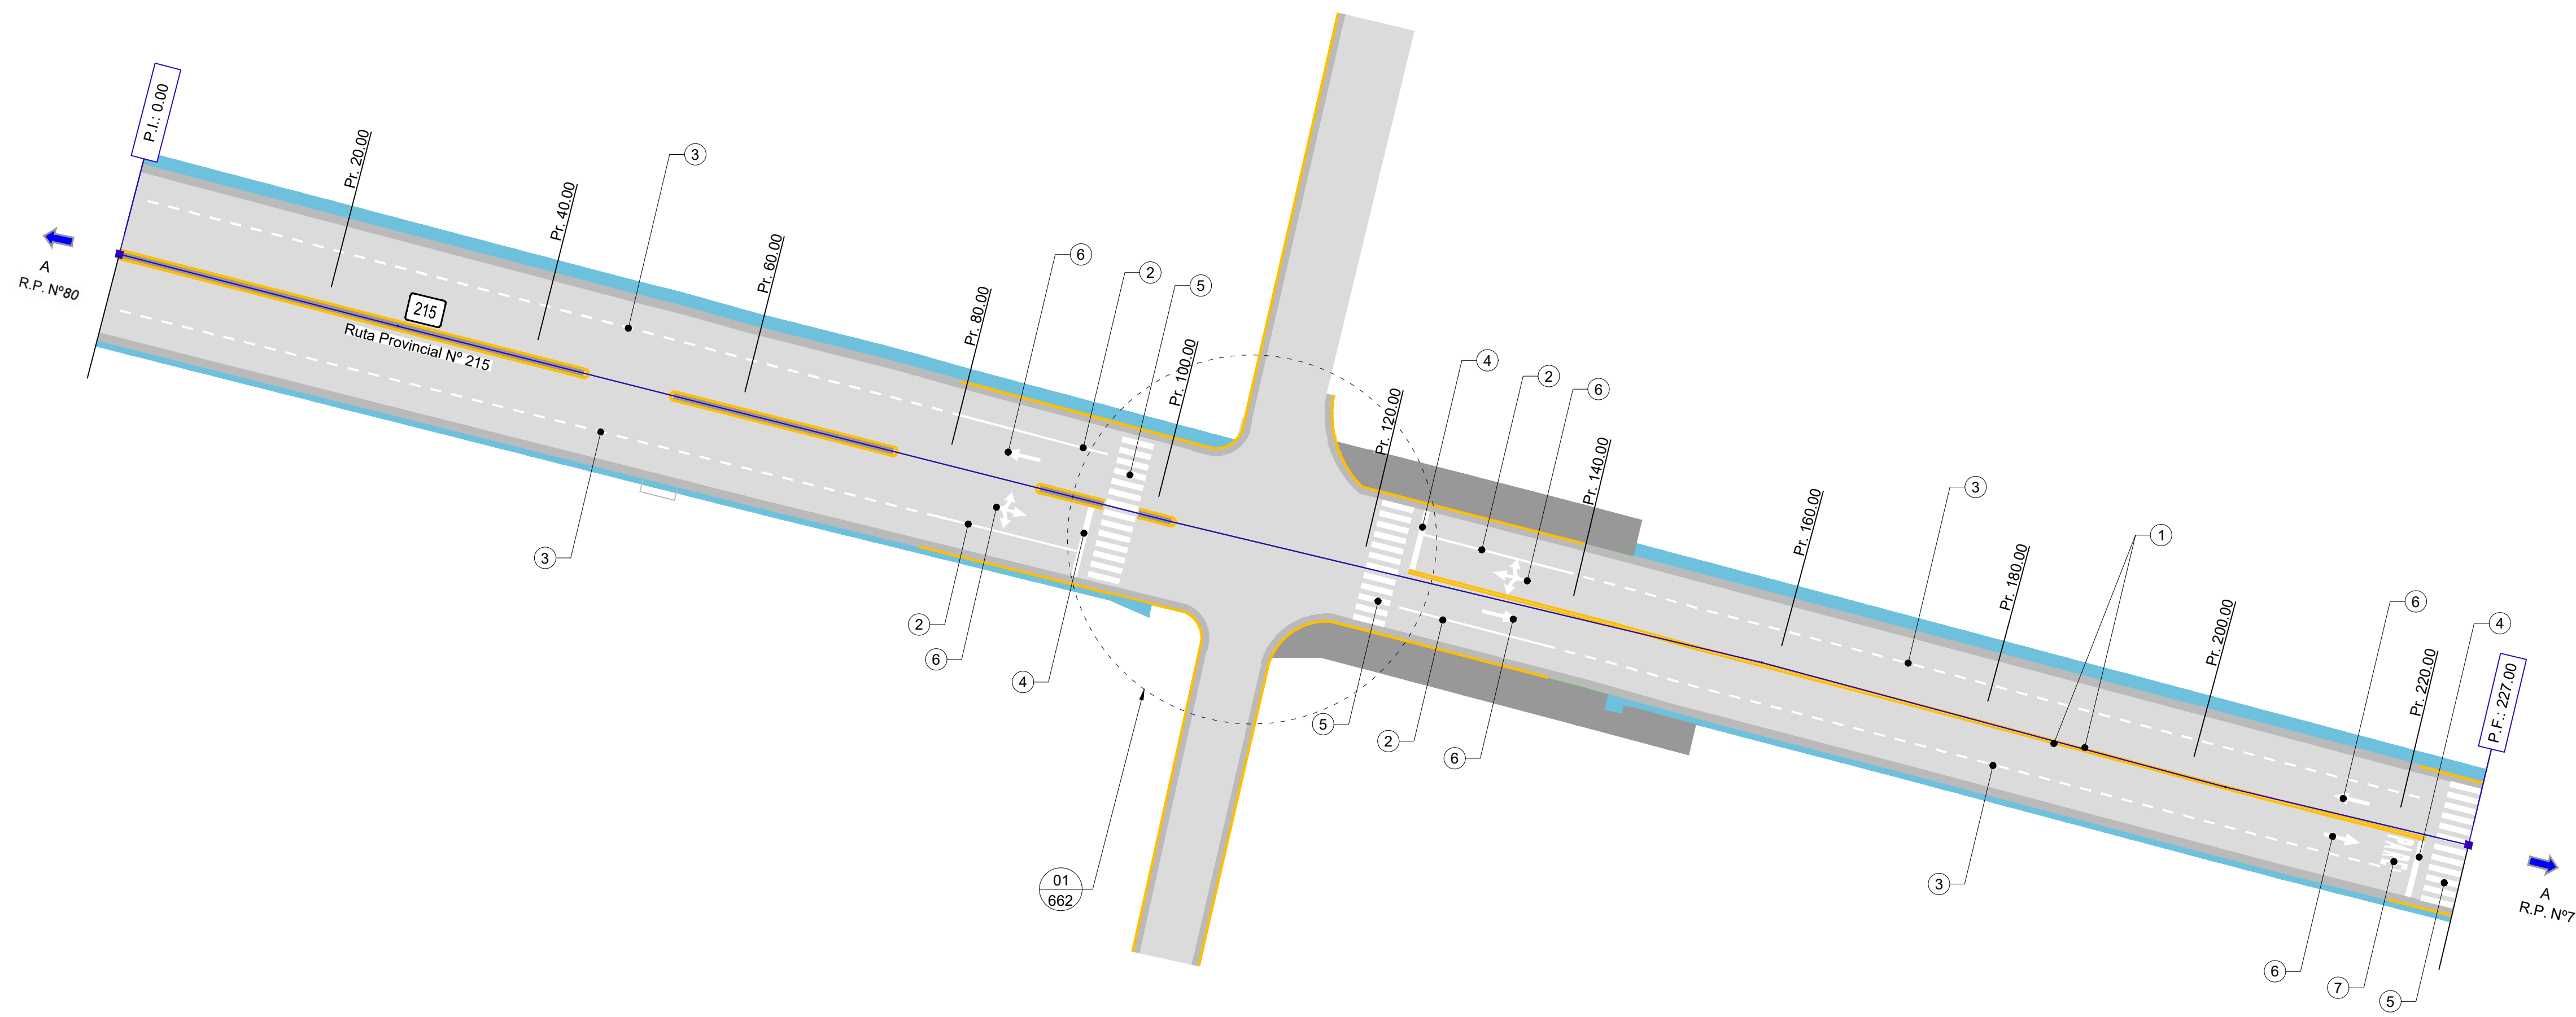 P.I.: 0.00
Pr. 20.00
Pr. 40.00
Pr. 60.00
Pr. 80.00
Pr. 100.00
Pr. 120.00
Pr. 140.00
Pr. 160.00
Pr. 180.00
Pr. 200.00
Pr. 220.00
P.F.: 227.00
A
R.P. Nº80
215
Ruta Provincial Nº 215
3
6
2
5
4
2
6
3
1
6
4
3
2
6
4
5
2
6
3
6
7
5
01
662
A
R.P. Nº7